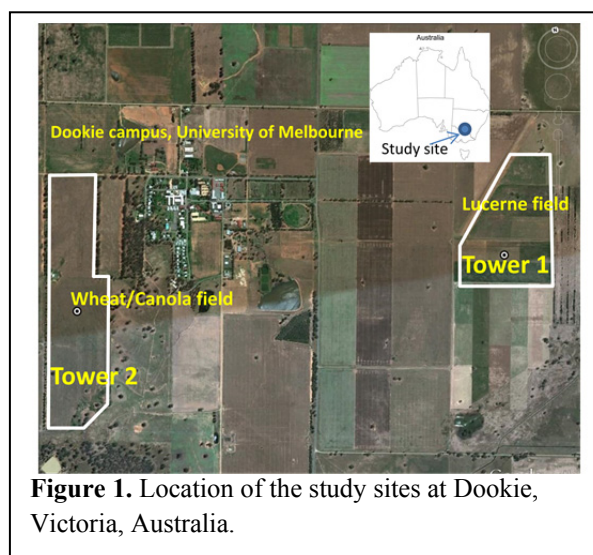 Australia
Dookie campus, University of Melbourne
Study site
Lucerne field
Tower 1
Wheat/Canola field
Tower 2
Figure 1. Location of the study sites at Dookie,
Victoria, Australia.